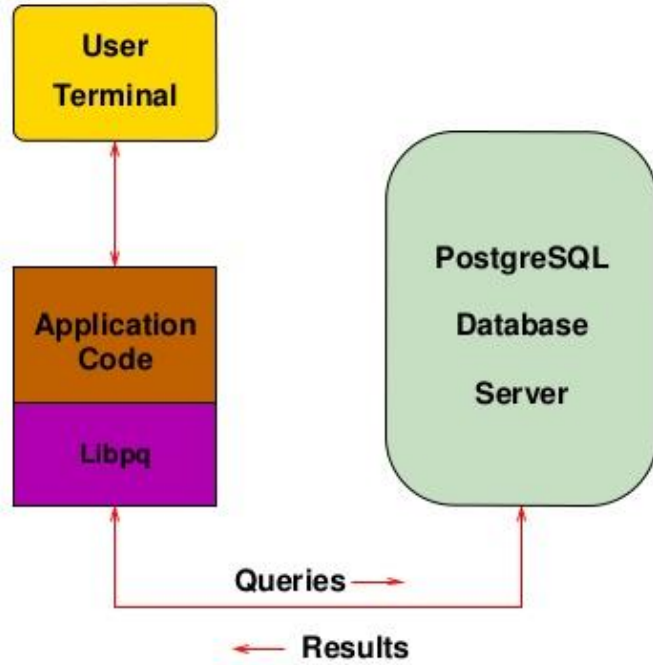 User
Terminal
Application
Code
Libpq
PostgreSQL
Database
Server
Queries
Results